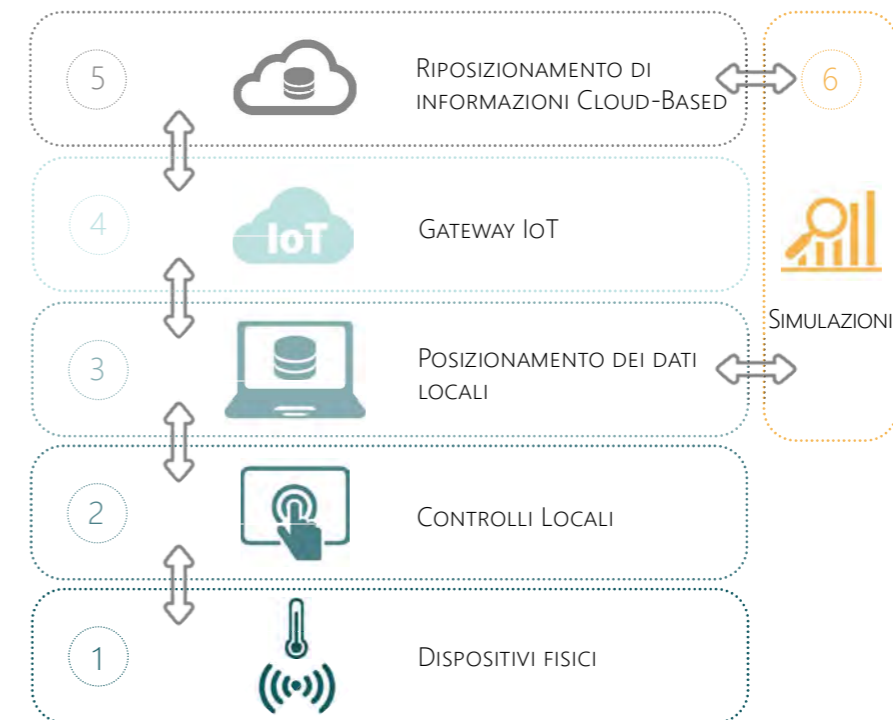 5
RIPOSIZIONAMENTO DI
INFORMAZIONI CLOUD-BASED
6
4
IoT
GATEWAY IOT
SIMULAZIONI
3
POSIZIONAMENTO DEI DATI
LOCALI
2
CONTROLLI LOCALI
1
DISPOSITIVI FISICI